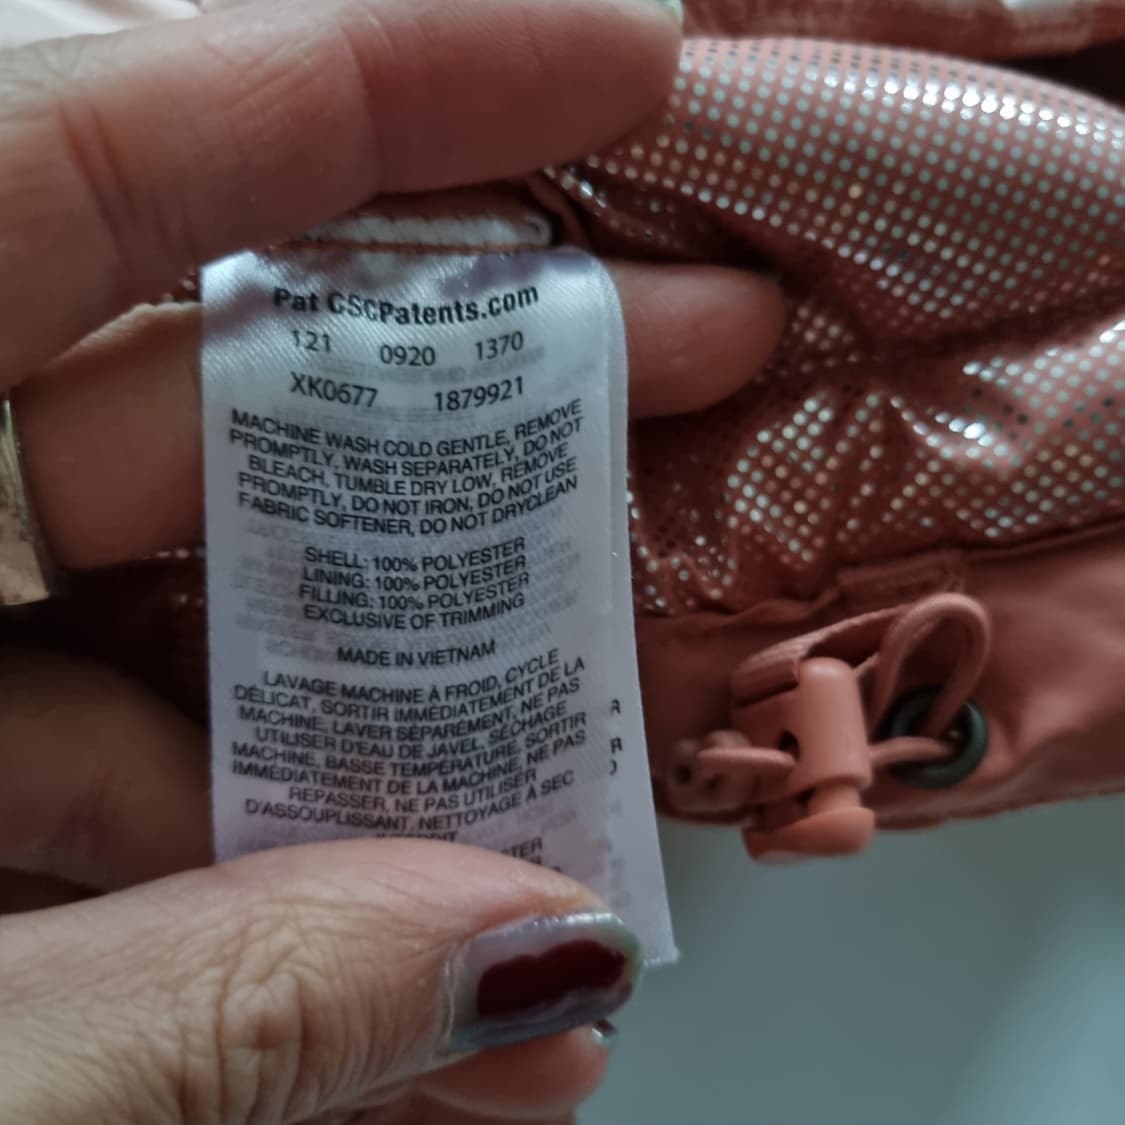 Pat CSCPatents.com
121 0920 1370
XK0677 1879921
MACHINE WASH COLD GENTLE, REMOVE
PROMPTLY, WASH SEPARATELY, DO NOT
BLEACH, TUMBLE DRY LOW, REMOVE
PROMPTLY, DO NOT IRON, DO NOT USE
FABRIC SOFTENER, DO NOT DRYCLEAN
SHELL: 100% POLYESTER
LINING: 100% POLYESTER
FILLING: 100% POLYESTER
EXCLUSIVE OF TRIMMING
MADE IN VIETNAM
LAVAGE MACHINE À FROID, CYCLE
DÉLICAT, SORTIR IMMÉDIATEMENT DE LA
MACHINE, LAVER SÉPARÉMENT, NE PAS
UTILISER D'EAU DE JAVEL, SÉCHAGE
MACHINE, BASSE TEMPÉRATURE, SORTIR
IMMÉDIATEMENT DE LA MACHINE, NE PAS
REPASSER, NE PAS UTILISER
D'ASSOUPLISSANT, NETTOYAGE À SEC